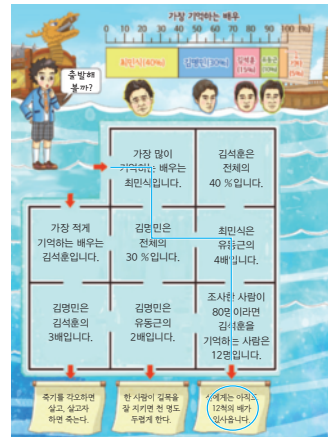 가장 기억하는 배우
0 10 20 30 40 50 60 70 80 90 100 (%)
최민식(40%)
김명민(30%)
김석훈
(15%)
유동근
(10%)
기타
(5%)
출발해
볼까?
가장 많이
기억하는 배우는
최민식입니다.
김석훈은
전체의
40 %입니다.
가장 적게
기억하는 배우는
김석훈입니다.
김명민은
전체의
30 %입니다.
최민식은
유동근의
4배입니다.
김명민은
김석훈의
3배입니다.
김명민은
유동근의
2배입니다.
조사한 사람이
80명이라면
김석훈을
기억하는 사람은
12명입니다.
죽기를 각오하면
살고, 살고자
하면 죽는다.
한 사람이 길목을
잘 지키면 천 명도
두렵게 한다.
신에게는 아직도
12척의 배가
있사옵니다.